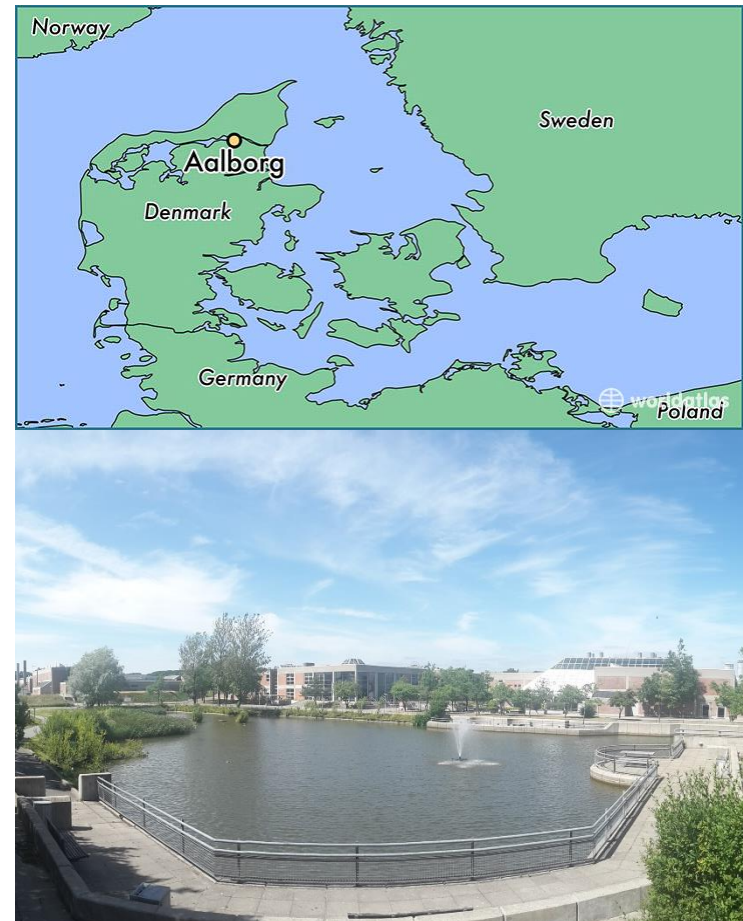 Norway
Sweden
Aalborg
Denmark
Germany
worldatlas
Poland